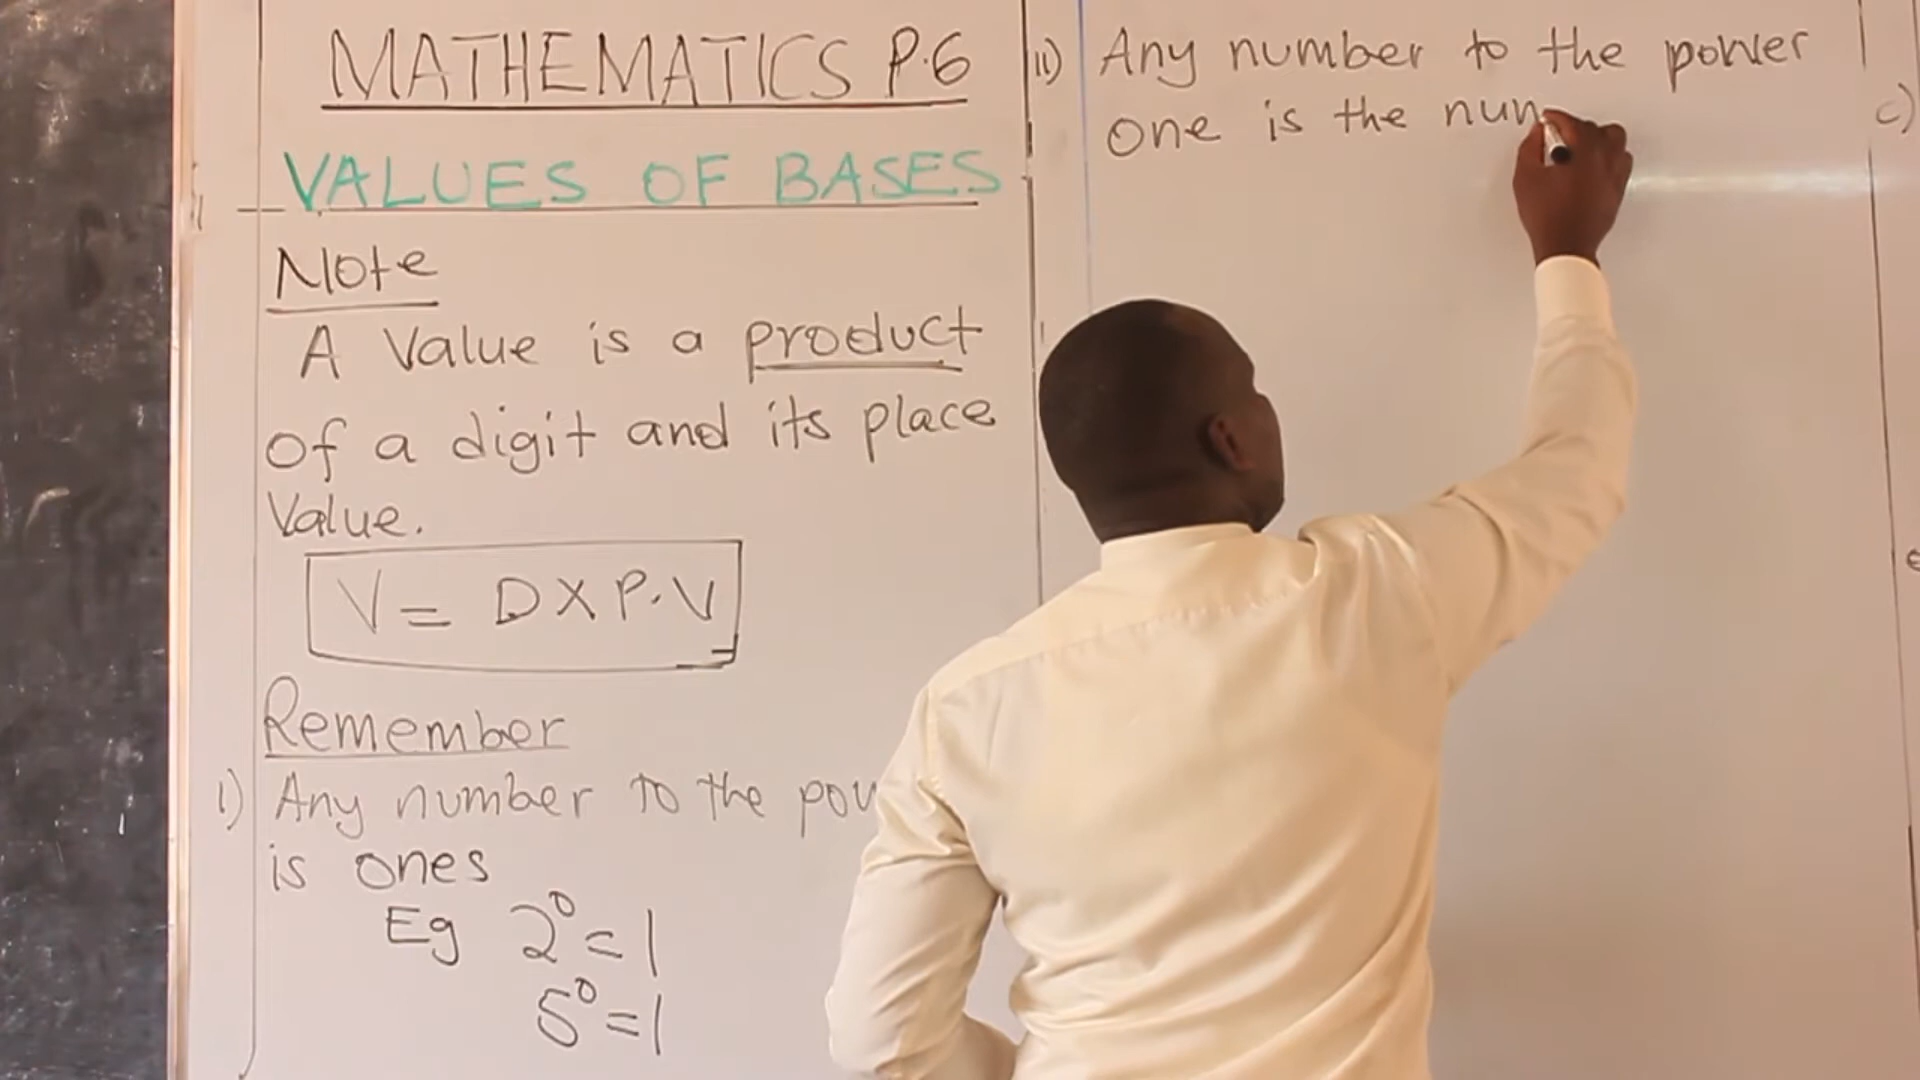 MATHEMATICS P.6
VALUES OF BASES
Note
A Value is a product
of a digit and its place
Value.
V = D X P.V
Remember
i) Any number to the pow
is ones
Eg 2⁰ = 1
5⁰ = 1
ii) Any number to the power
one is the num
c)